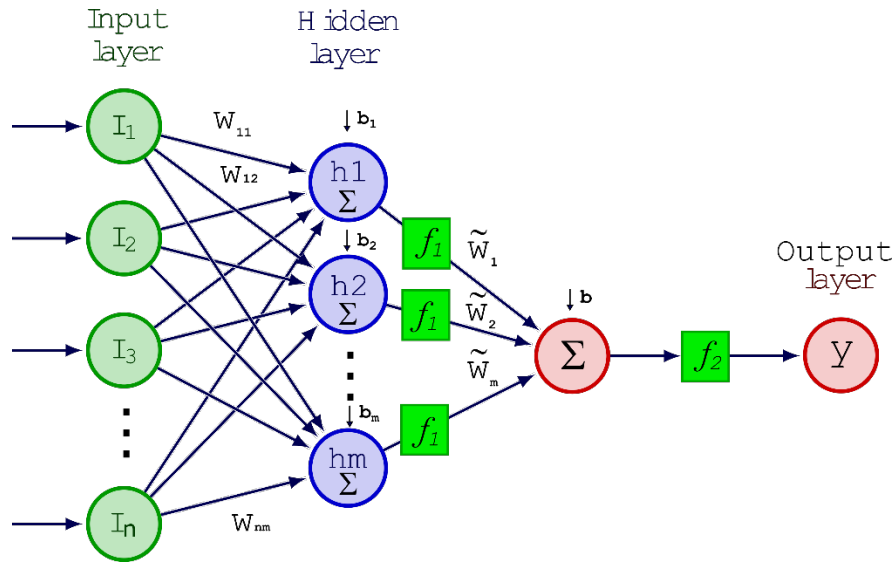 Input
layer
Hidden
layer
I₁
W₁₁
b₁
h1
Σ
W₁₂
I₂
b₂
h2
Σ
f₁
W̃₁
Output
layer
I₃
f₁
W̃₂
b
Σ
f₂
y
W̃ₘ
bₘ
hm
Σ
f₁
Iₙ
Wₙₘ